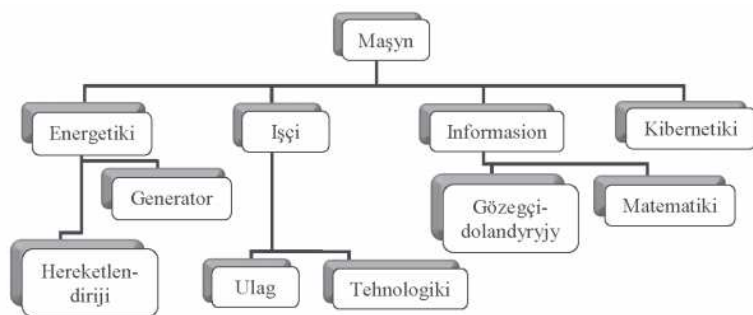 Maşyn
Energetiki
Işçi
Informasion
Kibernetiki
Generator
Gözegçi-
dolandyryjy
Matematiki
Hereketlen-
diriji
Ulag
Tehnologiki